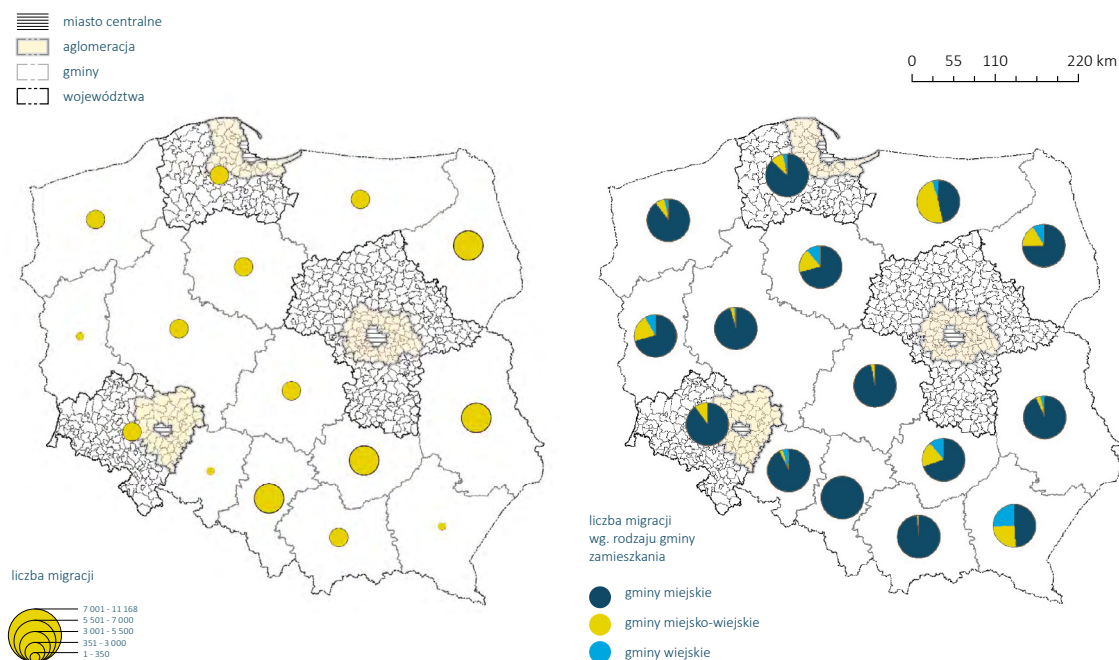 miasto centralne
aglomeracja
gminy
województwa
0 55 110 220 km
liczba migracji
7 001 - 11 168
5 501 - 7 000
3 001 - 5 500
351 - 3 000
1 - 350
liczba migracji
wg. rodzaju gminy
zamieszkania
gminy miejskie
gminy miejsko-wiejskie
gminy wiejskie